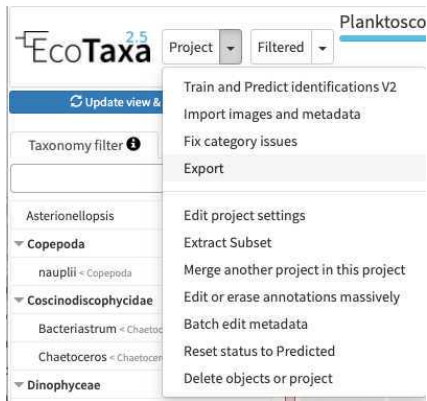 Planktosco
EcoTaxa 2.5
Project
Filtered
Train and Predict identifications V2
Update view &
Import images and metadata
Taxonomy filter
Fix category issues
Export
Asterionellopsis
Edit project settings
Copepoda
Extract Subset
nauplii < Copepoda
Merge another project in this project
Coscinodiscophycidae
Edit or erase annotations massively
Bacteriastrum < Chaetoc
Batch edit metadata
Chaetoceros < Chaetocer
Reset status to Predicted
Dinophyceae
Delete objects or project